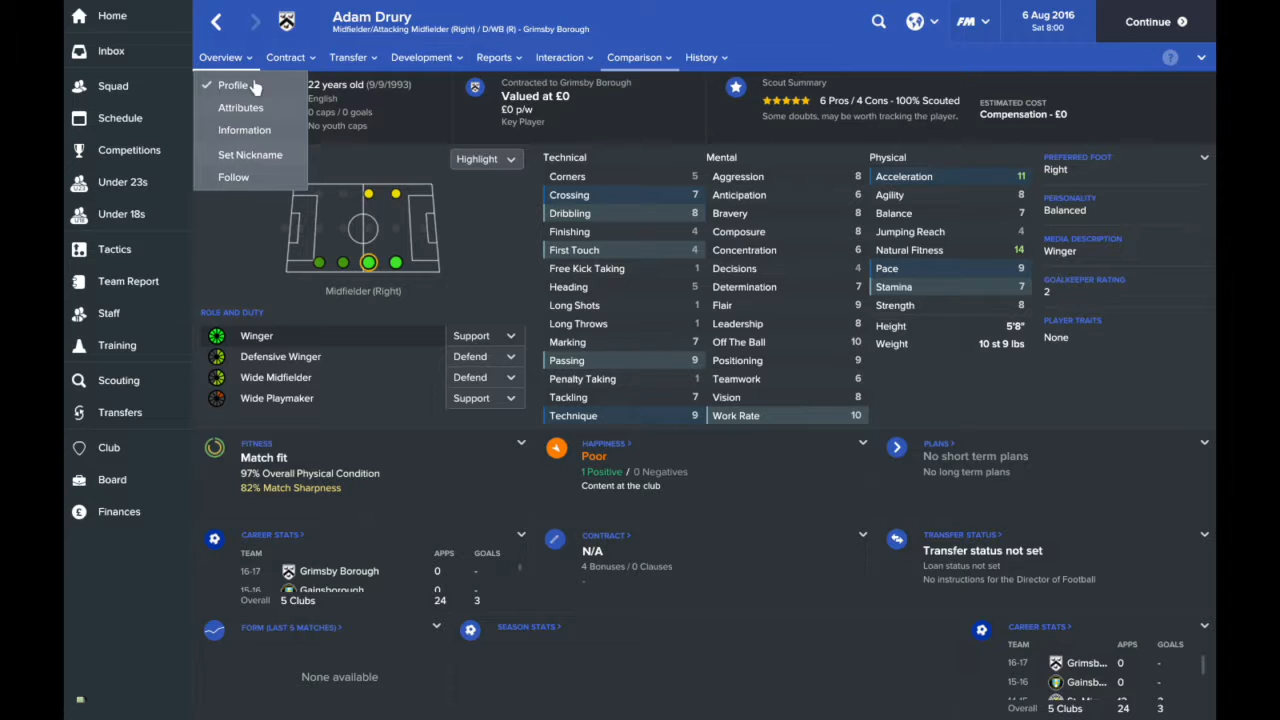 Home
Inbox
Squad
Schedule
Competitions
Under 23s
Under 18s
Tactics
Team Report
Staff
Training
Scouting
Transfers
Club
Board
Finances
Adam Drury
Midfielder/Attacking Midfielder (Right) / D/WB (R) - Grimsby Borough
FM
6 Aug 2016
Sat 8:00
Continue
Overview Contract Transfer Development Reports Interaction Comparison History
Profile
Attributes
Information
Set Nickname
Follow
22 years old (9/9/1993)
English
0 caps / 0 goals
No youth caps
Contracted to Grimsby Borough
Valued at £0
£0 p/w
Key Player
Scout Summary
6 Pros / 4 Cons - 100% Scouted
Some doubts, may be worth tracking the player.
ESTIMATED COST
Compensation - £0
Highlight
Midfielder (Right)
ROLE AND DUTY
Winger Support
Defensive Winger Defend
Wide Midfielder Defend
Wide Playmaker Support
Technical
Corners 5
Crossing 7
Dribbling 8
Finishing 4
First Touch 4
Free Kick Taking 1
Heading 5
Long Shots 1
Long Throws 1
Marking 7
Passing 9
Penalty Taking 1
Tackling 7
Technique 9
Mental
Aggression 8
Anticipation 6
Bravery 8
Composure 8
Concentration 6
Decisions 4
Determination 7
Flair 9
Leadership 8
Off The Ball 10
Positioning 9
Teamwork 6
Vision 8
Work Rate 10
Physical
Acceleration 11
Agility 8
Balance 7
Jumping Reach 4
Natural Fitness 14
Pace 9
Stamina 7
Strength 8
Height 5'8"
Weight 10 st 9 lbs
PREFERRED FOOT
Right
PERSONALITY
Balanced
MEDIA DESCRIPTION
Winger
GOALKEEPER RATING
2
PLAYER TRAITS
None
FITNESS
Match fit
97% Overall Physical Condition
82% Match Sharpness
HAPPINESS >
Poor
1 Positive / 0 Negatives
Content at the club
PLANS >
No short term plans
No long term plans
CAREER STATS >
TEAM APPS GOALS
16-17 Grimsby Borough 0 -
15-16 Gainsborough 0 -
Overall 5 Clubs 24 3
CONTRACT >
N/A
4 Bonuses / 0 Clauses
-
TRANSFER STATUS >
Transfer status not set
Loan status not set
No instructions for the Director of Football
FORM (LAST 5 MATCHES) >
None available
SEASON STATS >
CAREER STATS >
TEAM APPS GOALS
16-17 Grimsb... 0 -
15-16 Gainsb... 0 -
Overall 5 Clubs 24 3